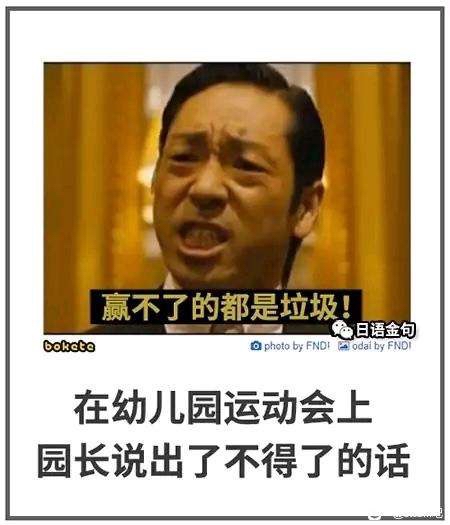 赢不了的都是垃圾！
日语金句
bokete
photo by FND!
odai by FND!
在幼儿园运动会上
园长说出了不得了的话